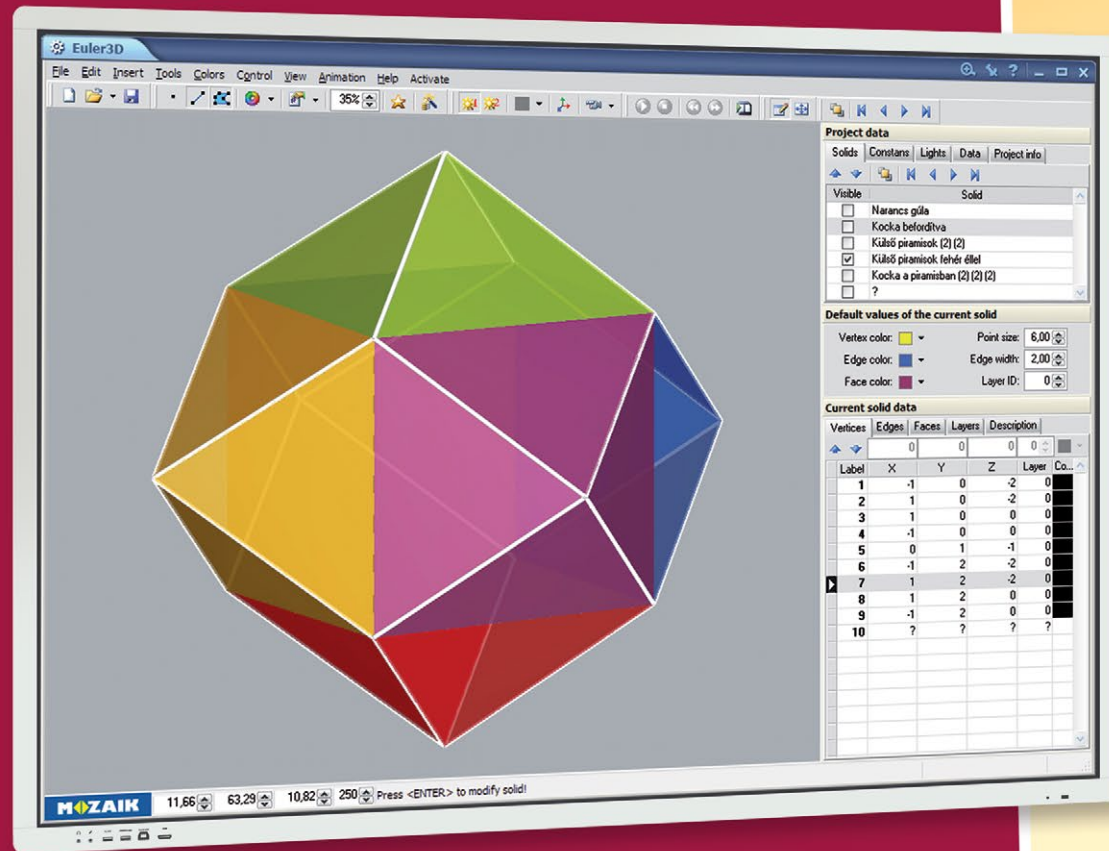 Euler3D
File Edit Insert Tools Colors Control View Animation Help Activate
35%
Project data
Solids Constans Lights Data Project info
Visible Solid
Narancs gúla
Kocka befordítva
Külső piramisok (2) (2)
Külső piramisok fehér éllel
Kocka a piramisban (2) (2) (2)
?
Default values of the current solid
Vertex color: Point size: 6,00
Edge color: Edge width: 2,00
Face color: Layer ID: 0
Current solid data
Vertices Edges Faces Layers Description
0 0 0 0
Label X Y Z Layer Co...
1 -1 0 -2 0
2 1 0 -2 0
3 1 0 0 0
4 -1 0 0 0
5 0 1 -1 0
6 -1 2 -2 0
7 1 2 -2 0
8 1 2 0 0
9 -1 2 0 0
10 ? ? ? ?
MOZAIK 11,66 63,29 10,82 250 Press <ENTER> to modify solid!